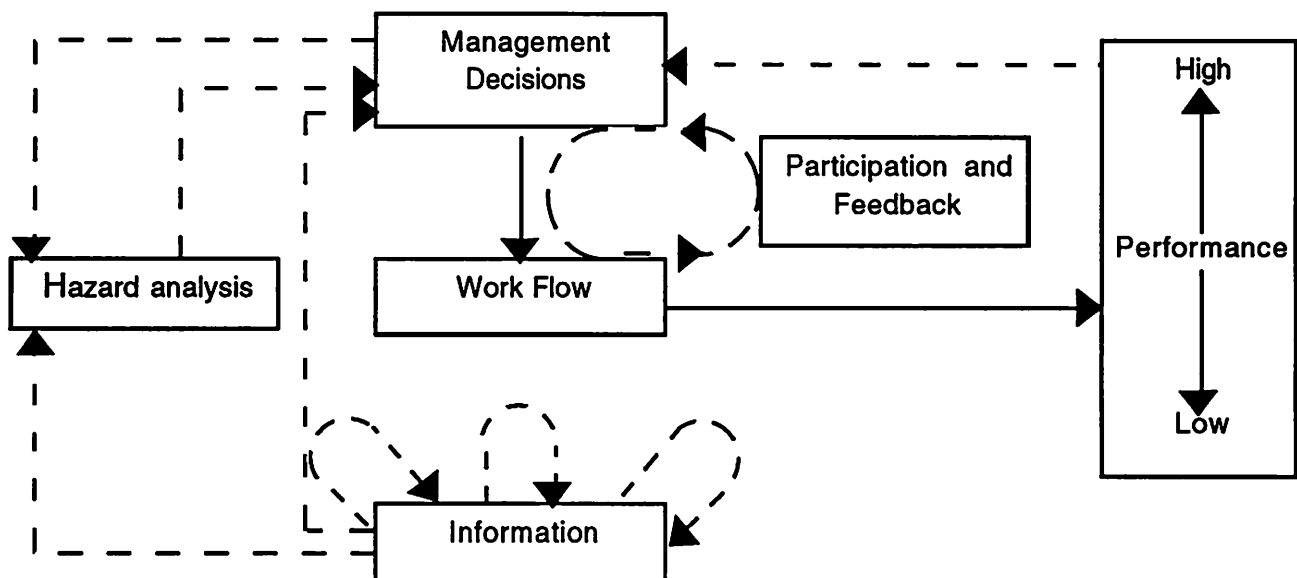 Management
Decisions
High
Participation and
Feedback
Performance
Hazard analysis
Work Flow
Low
Information